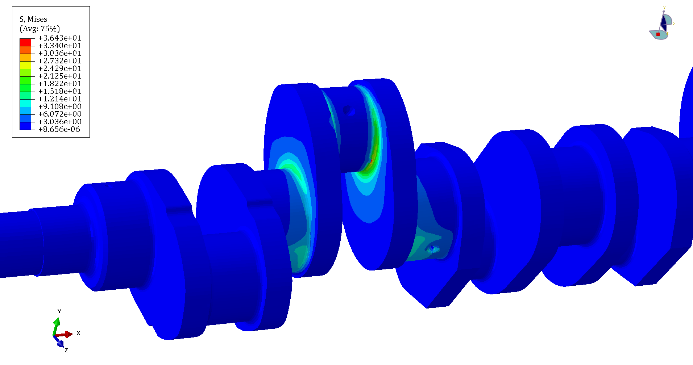 S, Mises
(Avg: 75%)
+3.643e+01
+3.340e+01
+3.036e+01
+2.732e+01
+2.429e+01
+2.125e+01
+1.822e+01
+1.518e+01
+1.214e+01
+9.108e+00
+6.072e+00
+3.036e+00
+8.656e-06
Y
X
Z